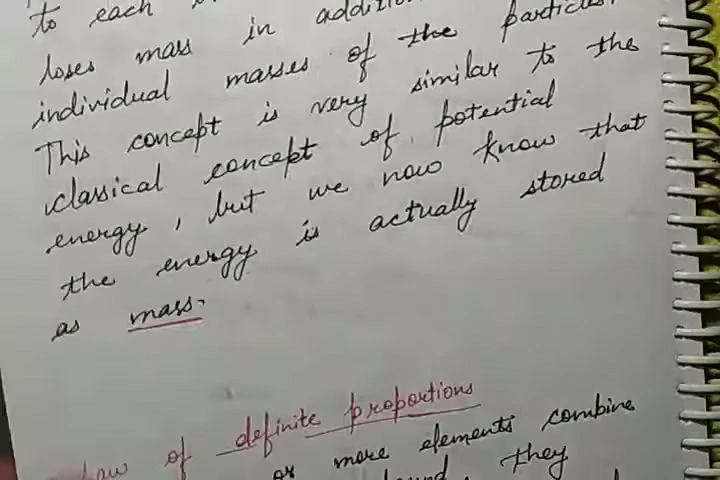 to each
loses mass in addition
individual masses of the particles.
This concept is very similar to the
classical concept of potential
energy, but we now know that
the energy is actually stored
as mass.
Law of definite proportions
or more elements combine
they